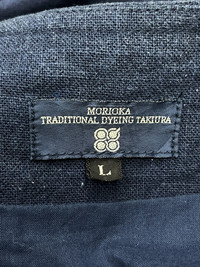 MORIOKA
TRADITIONAL DYEING TAKIURA
L